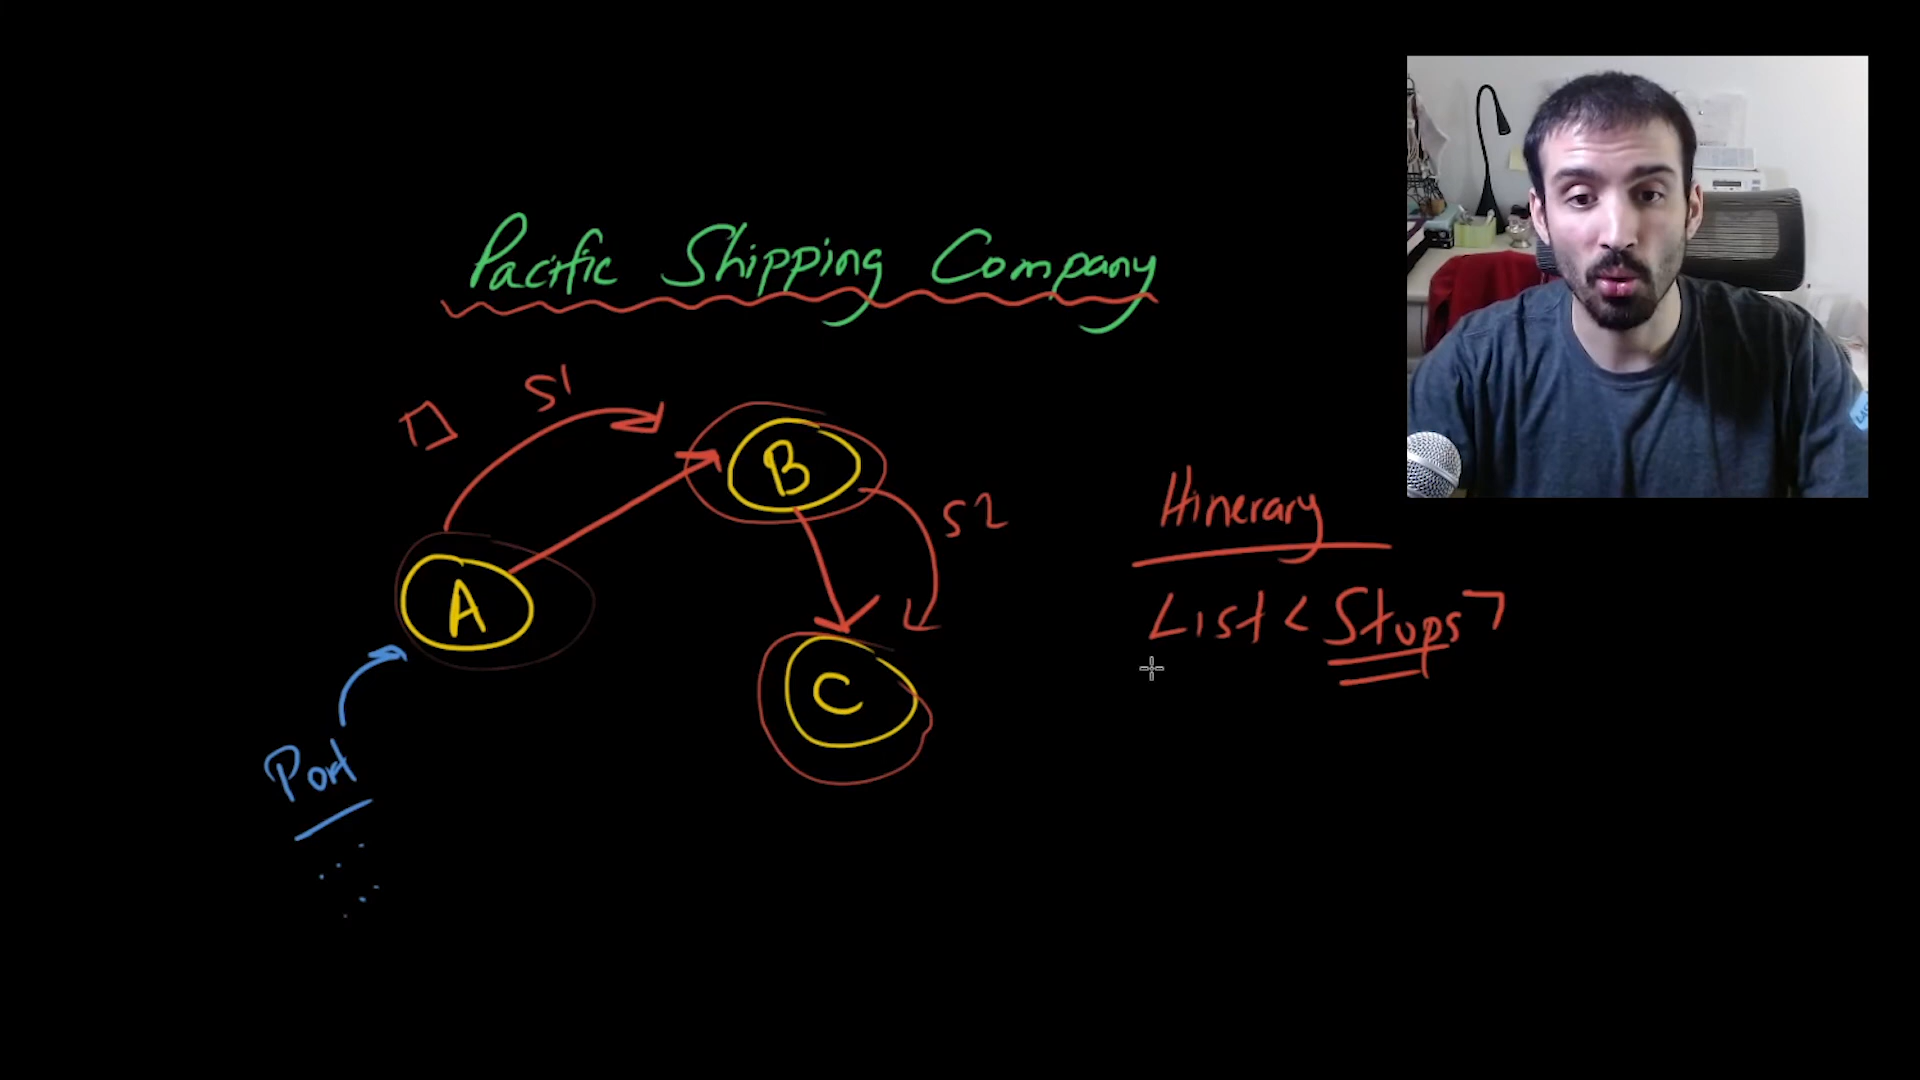 Pacific Shipping Company
S1
B
S2
A
C
Port
Itinerary
List<Stops>